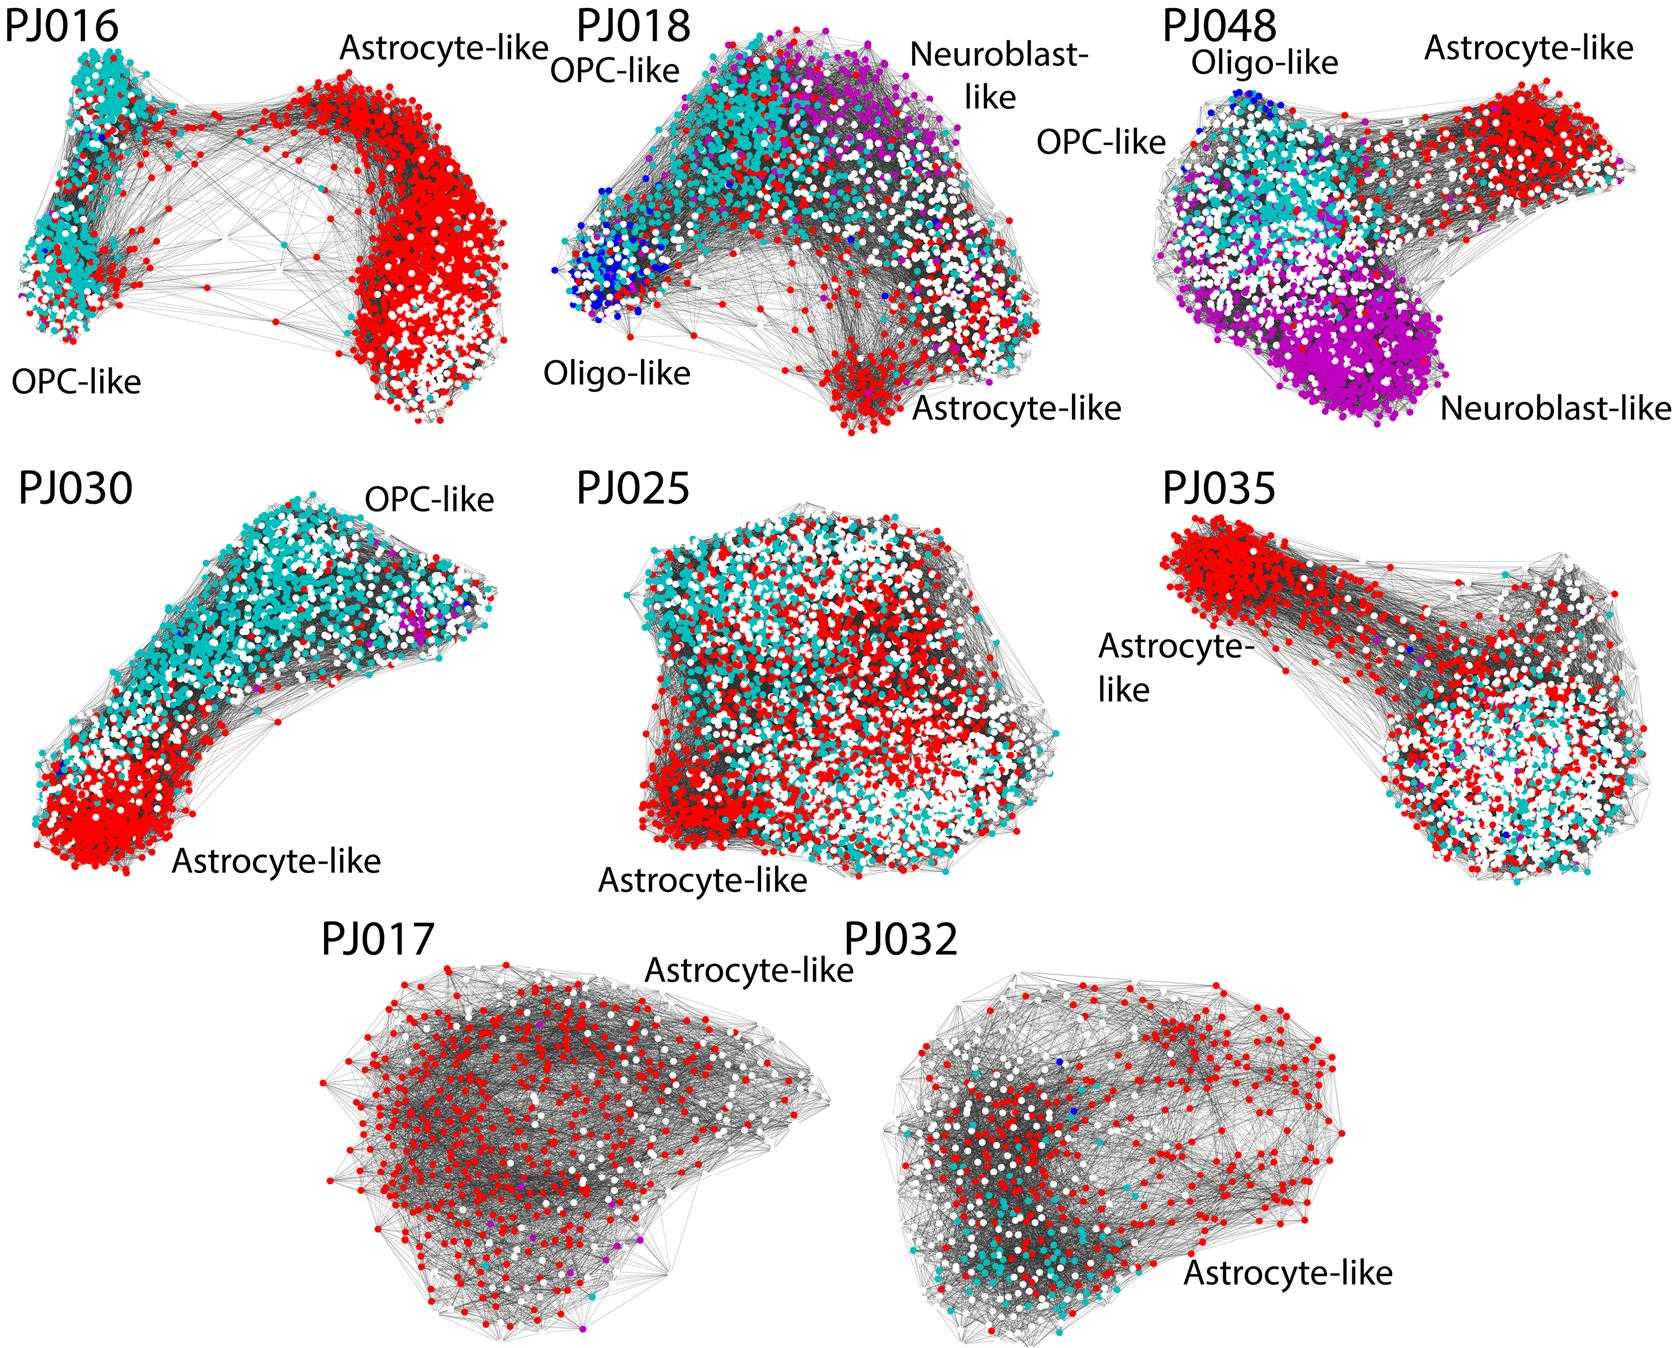 PJ016
Astrocyte-like
OPC-like
PJ018
OPC-like
Neuroblast-
like
Oligo-like
Astrocyte-like
PJ048
Oligo-like
Astrocyte-like
OPC-like
Neuroblast-like
PJ030
OPC-like
Astrocyte-like
PJ025
Astrocyte-like
PJ035
Astrocyte-
like
PJ017
Astrocyte-like
PJ032
Astrocyte-like